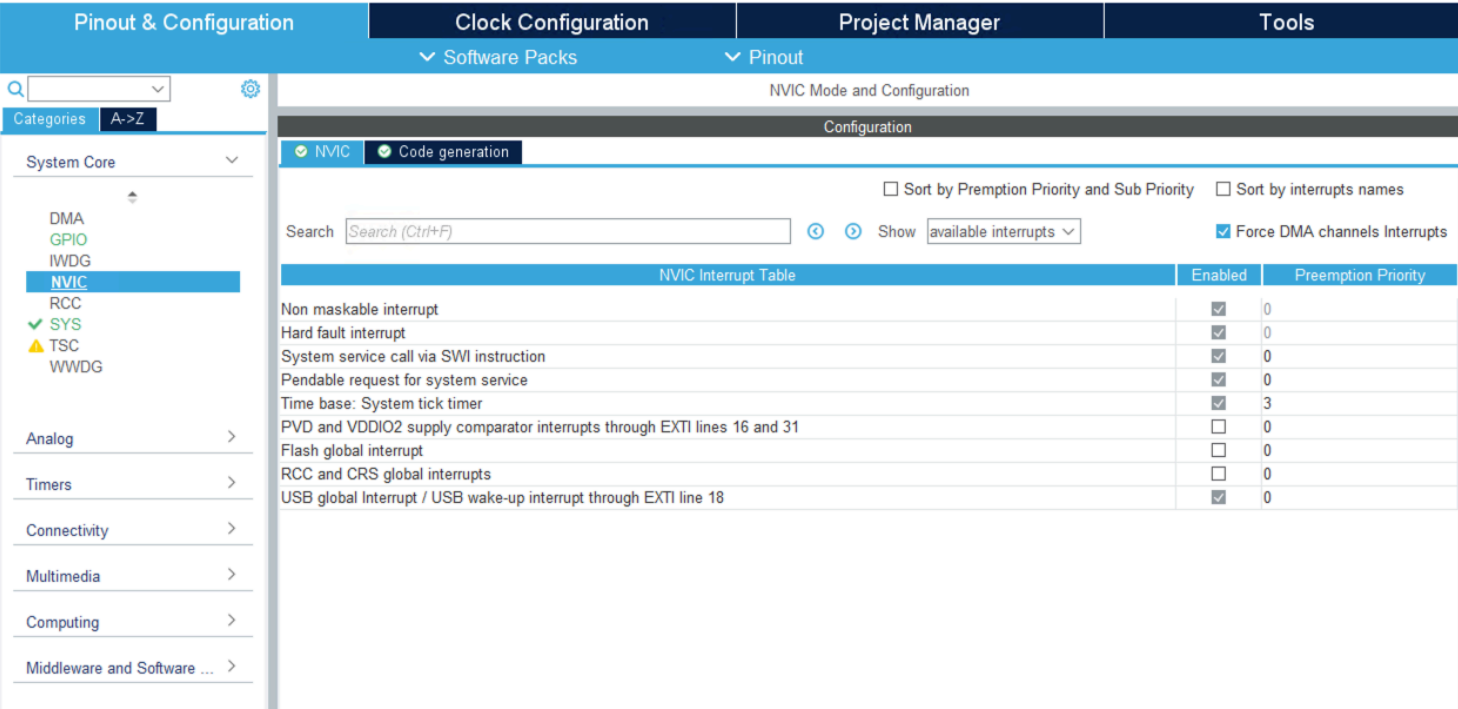 Pinout & Configuration Clock Configuration Project Manager Tools
Software Packs Pinout
NVIC Mode and Configuration
Categories A->Z
System Core
DMA
GPIO
IWDG
NVIC
RCC
SYS
TSC
WWDG
Analog
Timers
Connectivity
Multimedia
Computing
Middleware and Software ...
Configuration
NVIC Code generation
Sort by Premption Priority and Sub Priority Sort by interrupts names
Search Search (Ctrl+F) Show available interrupts Force DMA channels Interrupts
NVIC Interrupt Table Enabled Preemption Priority
Non maskable interrupt 0
Hard fault interrupt 0
System service call via SWI instruction 0
Pendable request for system service 0
Time base: System tick timer 3
PVD and VDDIO2 supply comparator interrupts through EXTI lines 16 and 31 0
Flash global interrupt 0
RCC and CRS global interrupts 0
USB global Interrupt / USB wake-up interrupt through EXTI line 18 0